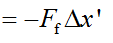 = −F_f Δx'